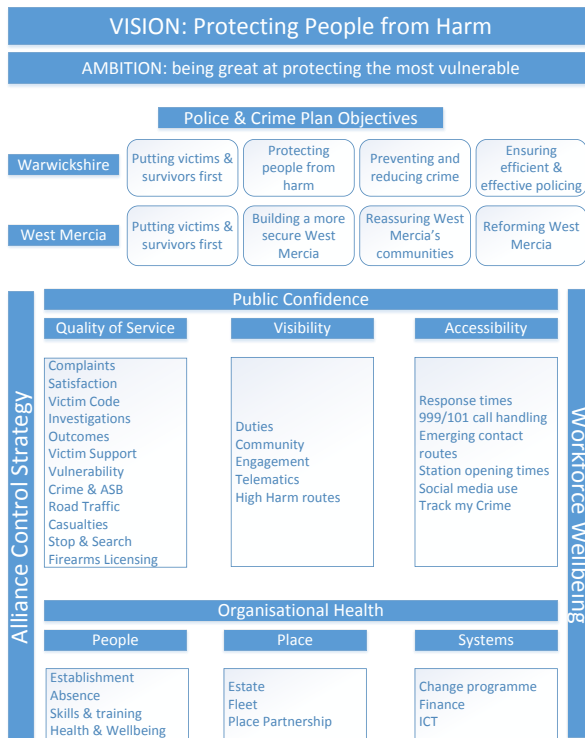 VISION: Protecting People from Harm
AMBITION: being great at protecting the most vulnerable
Police & Crime Plan Objectives
Warwickshire
Putting victims &
survivors first
Protecting
people from
harm
Preventing and
reducing crime
Ensuring
efficient &
effective policing
West Mercia
Putting victims &
survivors first
Building a more
secure West
Mercia
Reassuring West
Mercia's
communities
Reforming West
Mercia
Alliance Control Strategy
Public Confidence
Quality of Service
Complaints
Satisfaction
Victim Code
Investigations
Outcomes
Victim Support
Vulnerability
Crime & ASB
Road Traffic
Casualties
Stop & Search
Firearms Licensing
Visibility
Duties
Community
Engagement
Telematics
High Harm routes
Accessibility
Response times
999/101 call handling
Emerging contact
routes
Station opening times
Social media use
Track my Crime
Organisational Health
People
Establishment
Absence
Skills & training
Health & Wellbeing
Place
Estate
Fleet
Place Partnership
Systems
Change programme
Finance
ICT
Workforce Wellbeing